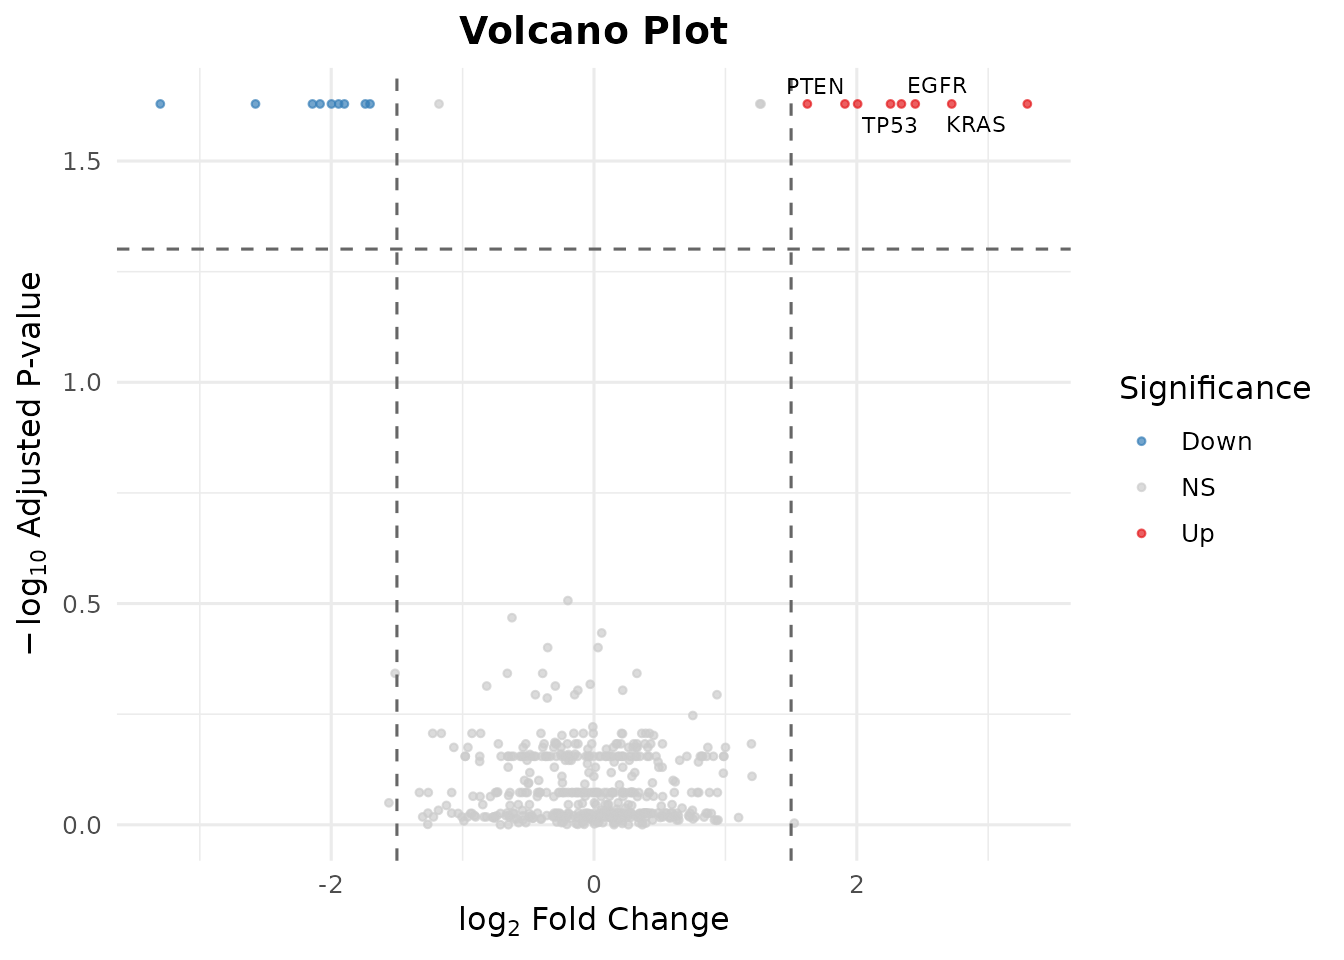 Volcano Plot
PTEN
EGFR
TP53
KRAS
1.5
1.0
0.5
0.0
− log10 Adjusted P-value
-2
0
2
log2 Fold Change
Significance
Down
NS
Up